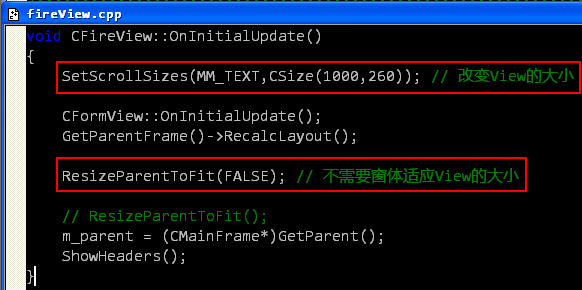 fireView.cpp
void CFireView::OnInitialUpdate()
{
SetScrollSizes(MM_TEXT,CSize(1000,260)); // 改变View的大小
CFormView::OnInitialUpdate();
GetParentFrame()->RecalcLayout();
ResizeParentToFit(FALSE); // 不需要窗体适应View的大小
// ResizeParentToFit();
m_parent = (CMainFrame*)GetParent();
ShowHeaders();
}